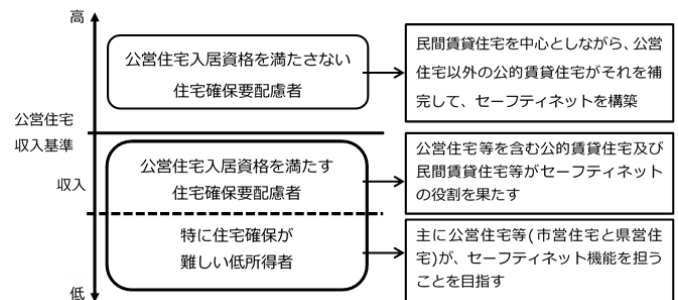 高
公営住宅入居資格を満たさない
住宅確保要配慮者
民間賃貸住宅を中心としながら、公営
住宅以外の公的賃貸住宅がそれを補
完して、セーフティネットを構築
公営住宅
収入基準
収入
公営住宅入居資格を満たす
住宅確保要配慮者
公営住宅等を含む公的賃貸住宅及び
民間賃貸住宅等がセーフティネット
の役割を果たす
特に住宅確保が
難しい低所得者
主に公営住宅等(市営住宅と県営住
宅)が、セーフティネット機能を担う
ことを目指す
低